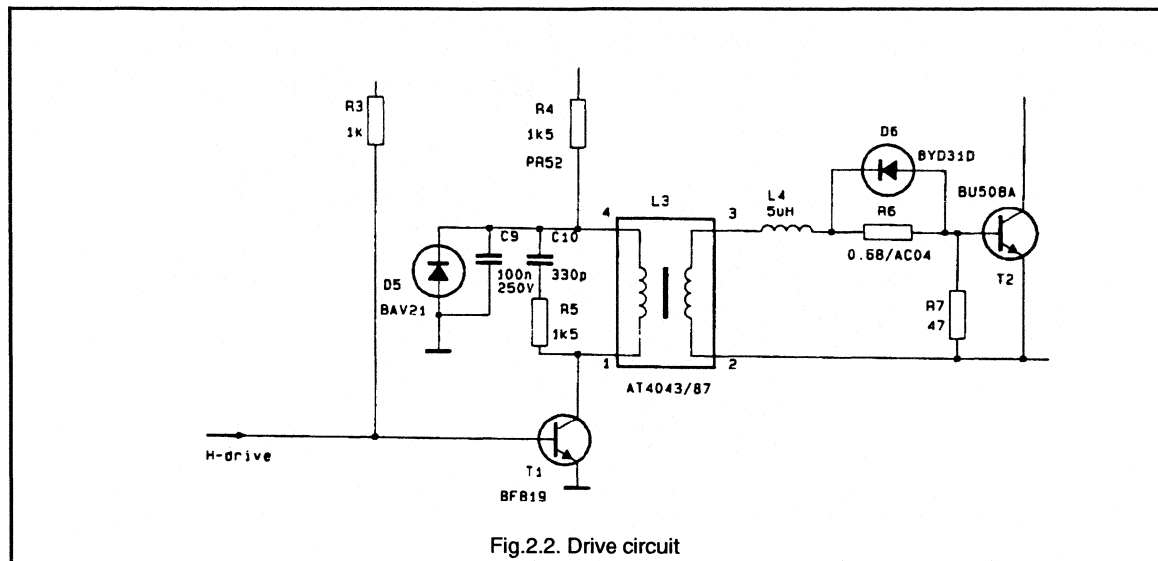 R3
1k
R4
1k5
PR52
D6
BYD31D
L4
5uH
R6
0.68/AC04
BU508A
T2
R7
47
L3
4
3
1
2
AT4043/87
C9
100n
250V
C10
330p
R5
1k5
D5
BAV21
H-drive
T1
BF819
Fig.2.2. Drive circuit